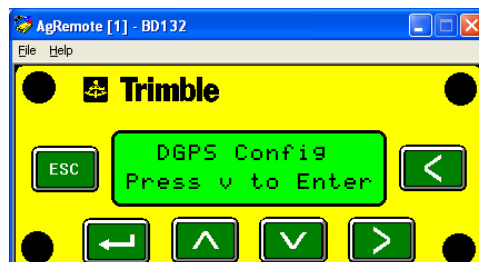 AgRemote [1] - BD132
File Help
Trimble
DGPS Config
ESC
Press v to Enter